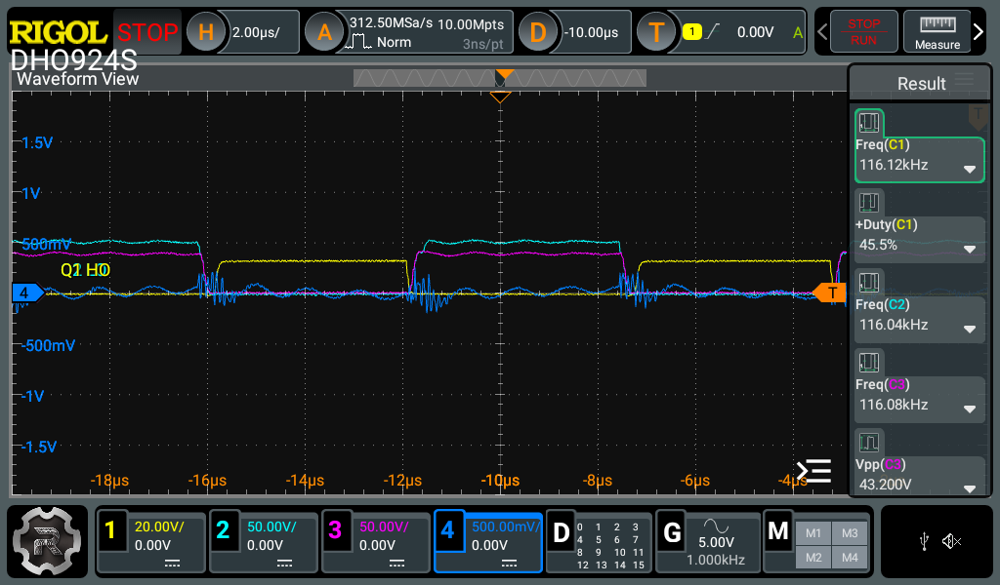 RIGOL STOP H 2.00µs/ A 312.50MSa/s 10.00Mpts D -10.00µs T 1 0.00V A STOP
Norm 3ns/pt RUN Measure
DHO924S
Waveform View Result
1.5V
1V
500mV
-500mV
-1V
-1.5V
4
T
-18µs -16µs -14µs -12µs -10µs -8µs -6µs -4µs
T
Freq(C1)
116.12kHz
+Duty(C1)
45.5%
Freq(C2)
116.04kHz
Freq(C3)
116.08kHz
Vpp(C3)
43.200V
1 20.00V/ 2 50.00V/ 3 50.00V/ 4 500.00mV/ D 0 1 2 3 G M M1 M3
0.00V 0.00V 0.00V 0.00V 4 5 6 7 5.00V M2 M4
8 9 10 11 1.000kHz
12 13 14 15